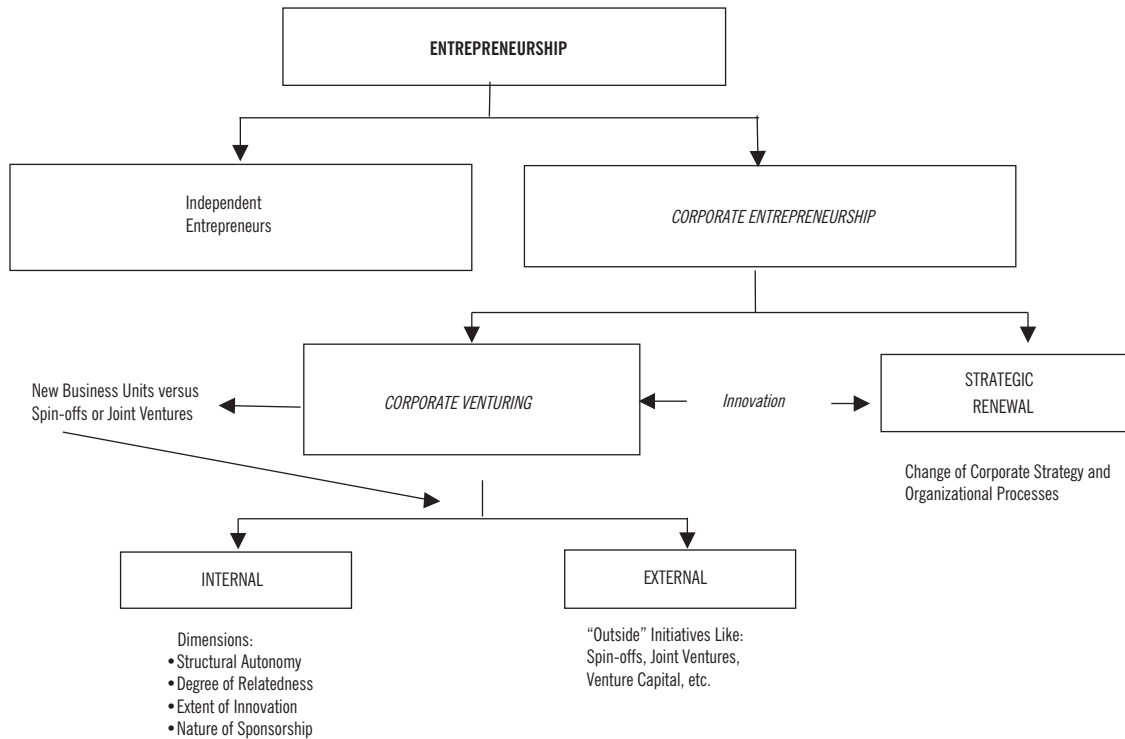 ENTREPRENEURSHIP
Independent
Entrepreneurs
CORPORATE ENTREPRENEURSHIP
New Business Units versus
Spin-offs or Joint Ventures
CORPORATE VENTURING
Innovation
STRATEGIC
RENEWAL
Change of Corporate Strategy and
Organizational Processes
INTERNAL
EXTERNAL
Dimensions:
•Structural Autonomy
•Degree of Relatedness
•Extent of Innovation
•Nature of Sponsorship
“Outside” Initiatives Like:
Spin-offs, Joint Ventures,
Venture Capital, etc.